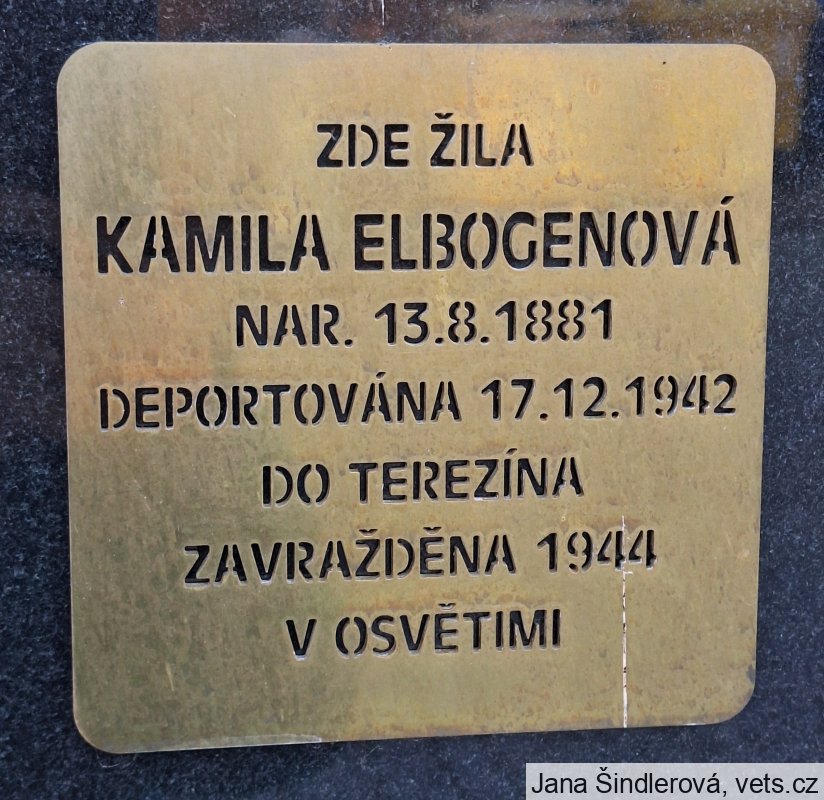 ZDE ŽILA
KAMILA ELBOGENOVÁ
NAR. 13.8.1881
DEPORTOVÁNA 17.12.1942
DO TEREZÍNA
ZAVRAŽDĚNA 1944
V OSVĚTIMI
Jana Šindlerová, vets.cz